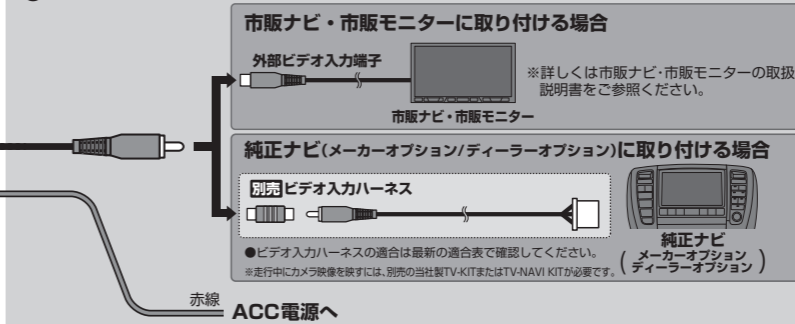 市販ナビ・市販モニターに取り付ける場合
外部ビデオ入力端子
※詳しくは市販ナビ・市販モニターの取扱
説明書をご参照ください。
市販ナビ・市販モニター
純正ナビ(メーカーオプション/ディーラーオプション)に取り付ける場合
別売ビデオ入力ハーネス
●ビデオ入力ハーネスの適合は最新の適合表で確認してください。
※走行中にカメラ映像を映すには、別売の当社製TV-KITまたはTV-NAVI KITが必要です。
純正ナビ
(メーカーオプション
ディーラーオプション)
赤線
ACC電源へ